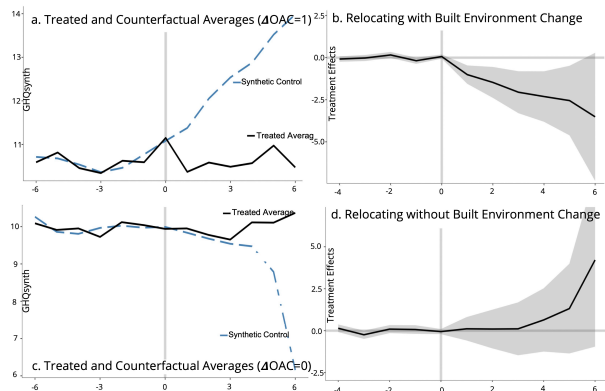 a. Treated and Counterfactual Averages (ΔOAC=1)
14
13
12
11
GHQsynth
Synthetic Control
Treated Averag
-6 -3 0 3 6
b. Relocating with Built Environment Change
2.5
0.0
-2.5
-5.0
Treatment Effects
-4 -2 0 2 4 6
10
9
8
7
6
GHQsynth
Treated Average
Synthetic Control
c. Treated and Counterfactual Averages (ΔOAC=0)
-6 -3 0 3 6
d. Relocating without Built Environment Change
5.0
2.5
0.0
-2.5
Treatment Effects
-4 -2 0 2 4 6